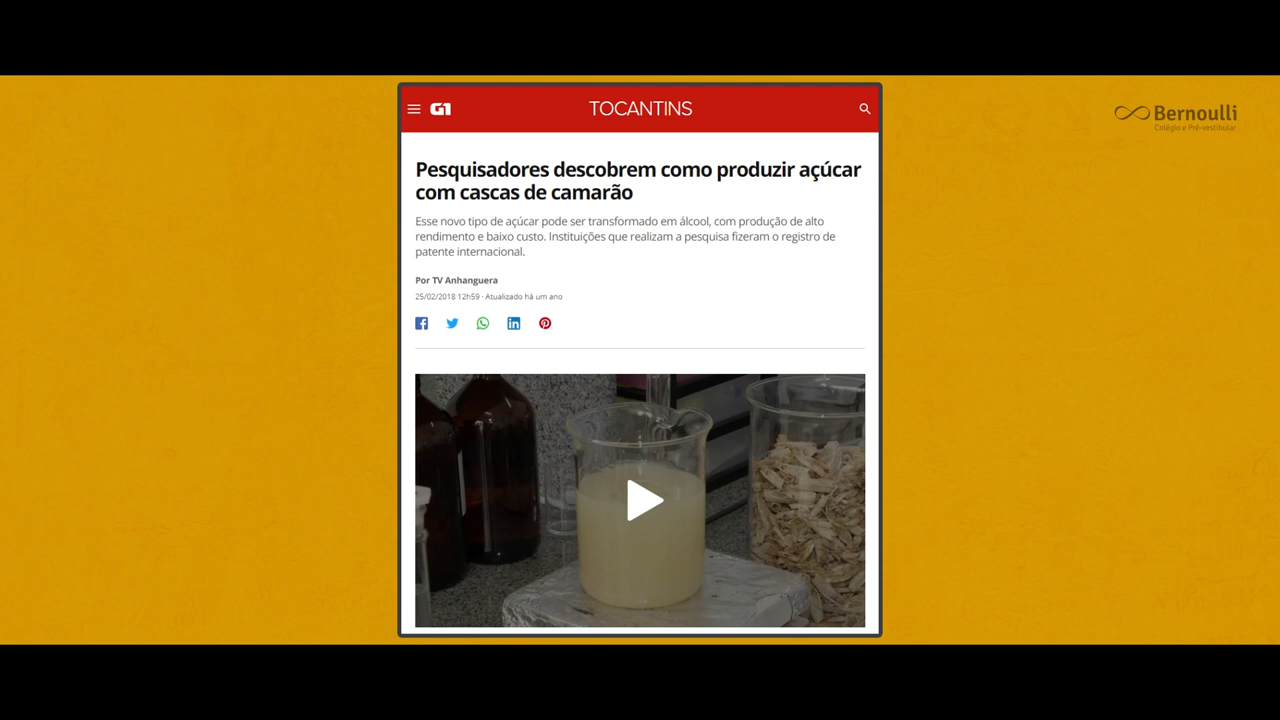 G1
TOCANTINS
Bernoulli
Colégio e Pré-vestibular
Pesquisadores descobrem como produzir açúcar
com cascas de camarão
Esse novo tipo de açúcar pode ser transformado em álcool, com produção de alto
rendimento e baixo custo. Instituições que realizam a pesquisa fizeram o registro de
patente internacional.
Por TV Anhanguera
25/02/2018 12h59 · Atualizado há um ano